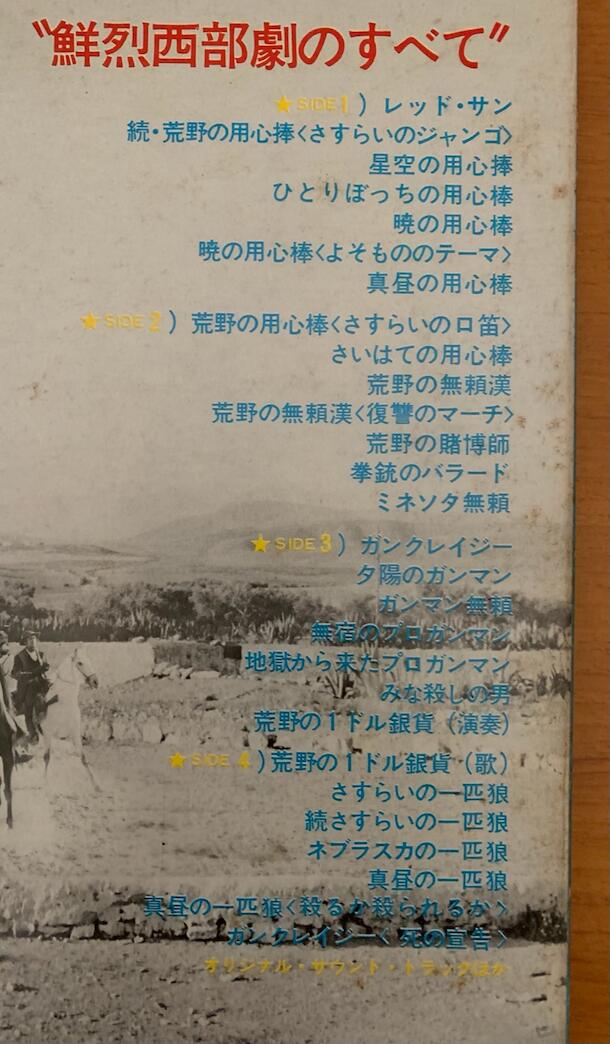 〝鮮烈西部劇のすべて〟
★SIDE1）レッド・サン
続・荒野の用心棒<さすらいのジャンゴ>
星空の用心棒
ひとりぼっちの用心棒
暁の用心棒
暁の用心棒<よそもののテーマ>
真昼の用心棒
★SIDE2）荒野の用心棒<さすらいの口笛>
さいはての用心棒
荒野の無頼漢
荒野の無頼漢<復讐のマーチ>
荒野の賭博師
拳銃のバラード
ミネソタ無頼
★SIDE3）ガンクレイジー
夕陽のガンマン
ガンマン無頼
無宿のプロガンマン
地獄から来たプロガンマン
みな殺しの男
荒野の1ドル銀貨（演奏）
★SIDE4）荒野の1ドル銀貨（歌）
さすらいの一匹狼
続さすらいの一匹狼
ネブラスカの一匹狼
真昼の一匹狼
真昼の一匹狼<殺るか殺られるか>
ガンクレイジー<死の宣告>
オリジナル・サウンド・トラックほか